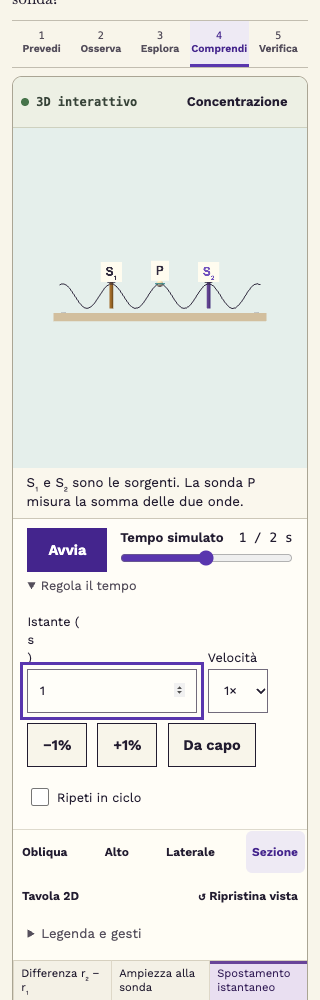 sonda?
1 2 3 4 5
Prevedi Osserva Esplora Comprendi Verifica
3D interattivo Concentrazione
S₁ P S₂
S₁ e S₂ sono le sorgenti. La sonda P
misura la somma delle due onde.
Avvia Tempo simulato 1 / 2 s
▼ Regola il tempo
Istante (
s
) Velocità
1 1×
−1% +1% Da capo
Ripeti in ciclo
Obliqua Alto Laterale Sezione
Tavola 2D ↺ Ripristina vista
▶ Legenda e gesti
Differenza r₂ − Ampiezza alla Spostamento
r₁ sonda istantaneo